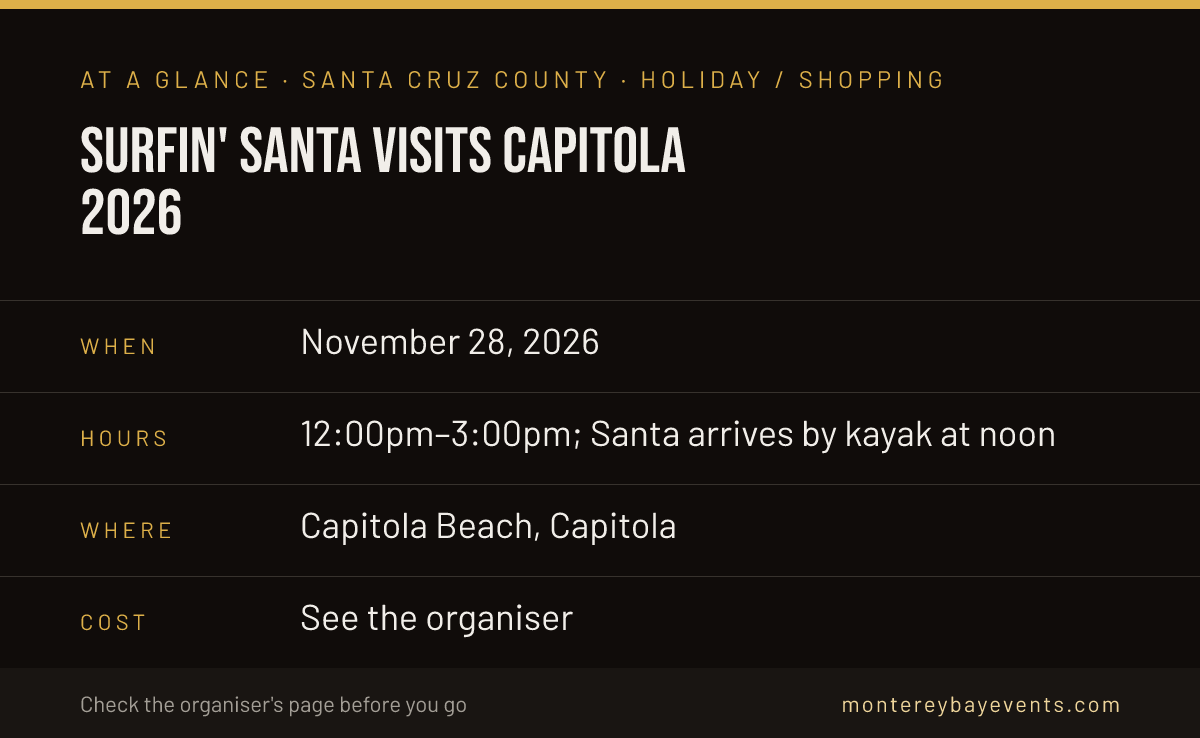 AT A GLANCE · SANTA CRUZ COUNTY · HOLIDAY / SHOPPING
SURFIN' SANTA VISITS CAPITOLA
2026
WHEN
November 28, 2026
HOURS
12:00pm–3:00pm; Santa arrives by kayak at noon
WHERE
Capitola Beach, Capitola
COST
See the organiser
Check the organiser's page before you go
montereybayevents.com